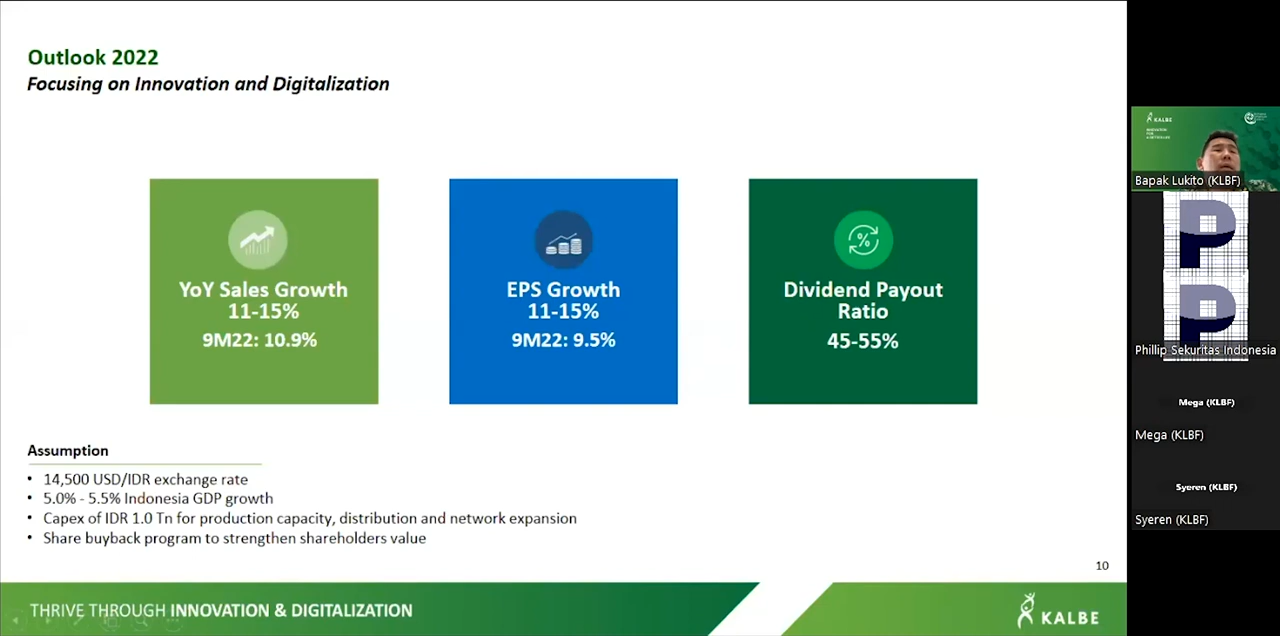 Outlook 2022
Focusing on Innovation and Digitalization
YoY Sales Growth
11-15%
9M22: 10.9%
EPS Growth
11-15%
9M22: 9.5%
Dividend Payout
Ratio
45-55%
Assumption
• 14,500 USD/IDR exchange rate
• 5.0% - 5.5% Indonesia GDP growth
• Capex of IDR 1.0 Tn for production capacity, distribution and network expansion
• Share buyback program to strengthen shareholders value
10
THRIVE THROUGH INNOVATION & DIGITALIZATION
KALBE
KALBE
Bapak Lukito (KLBF)
P
P
Phillip Sekuritas Indonesia
Mega (KLBF)
Mega (KLBF)
Syeren (KLBF)
Syeren (KLBF)